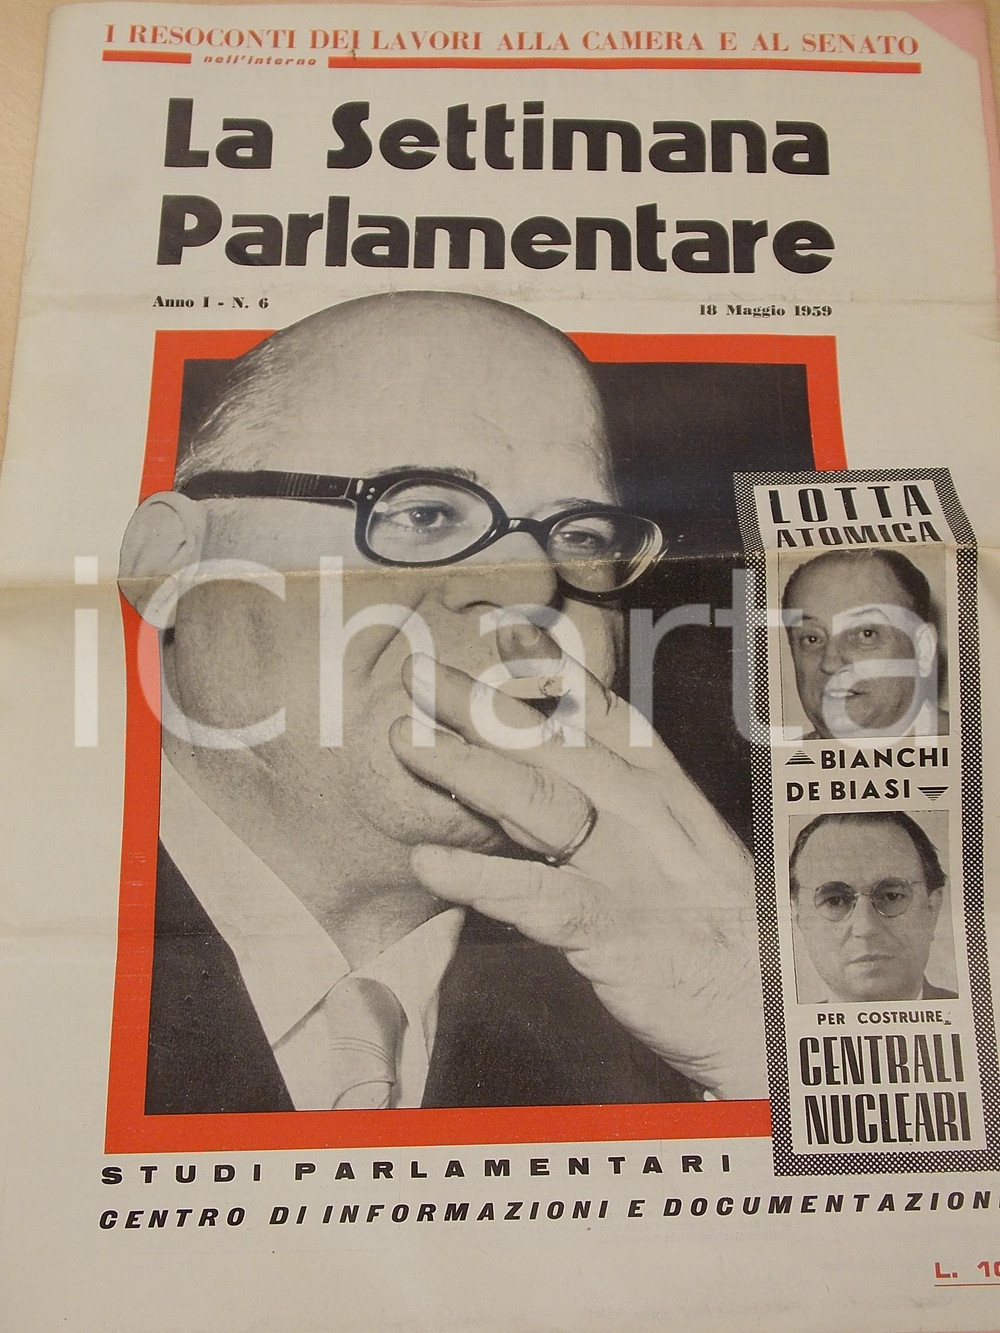 I RESOCONTI DEI LAVORI ALLA CAMERA E AL SENATO
nell'interno
La Settimana
Parlamentare
Anno I - N. 6
18 Maggio 1959
LOTTA
ATOMICA
BIANCHI
DE BIASI
PER COSTRUIRE
CENTRALI
NUCLEARI
iCharta
STUDI PARLAMENTARI
CENTRO DI INFORMAZIONI E DOCUMENTAZION
L. 10